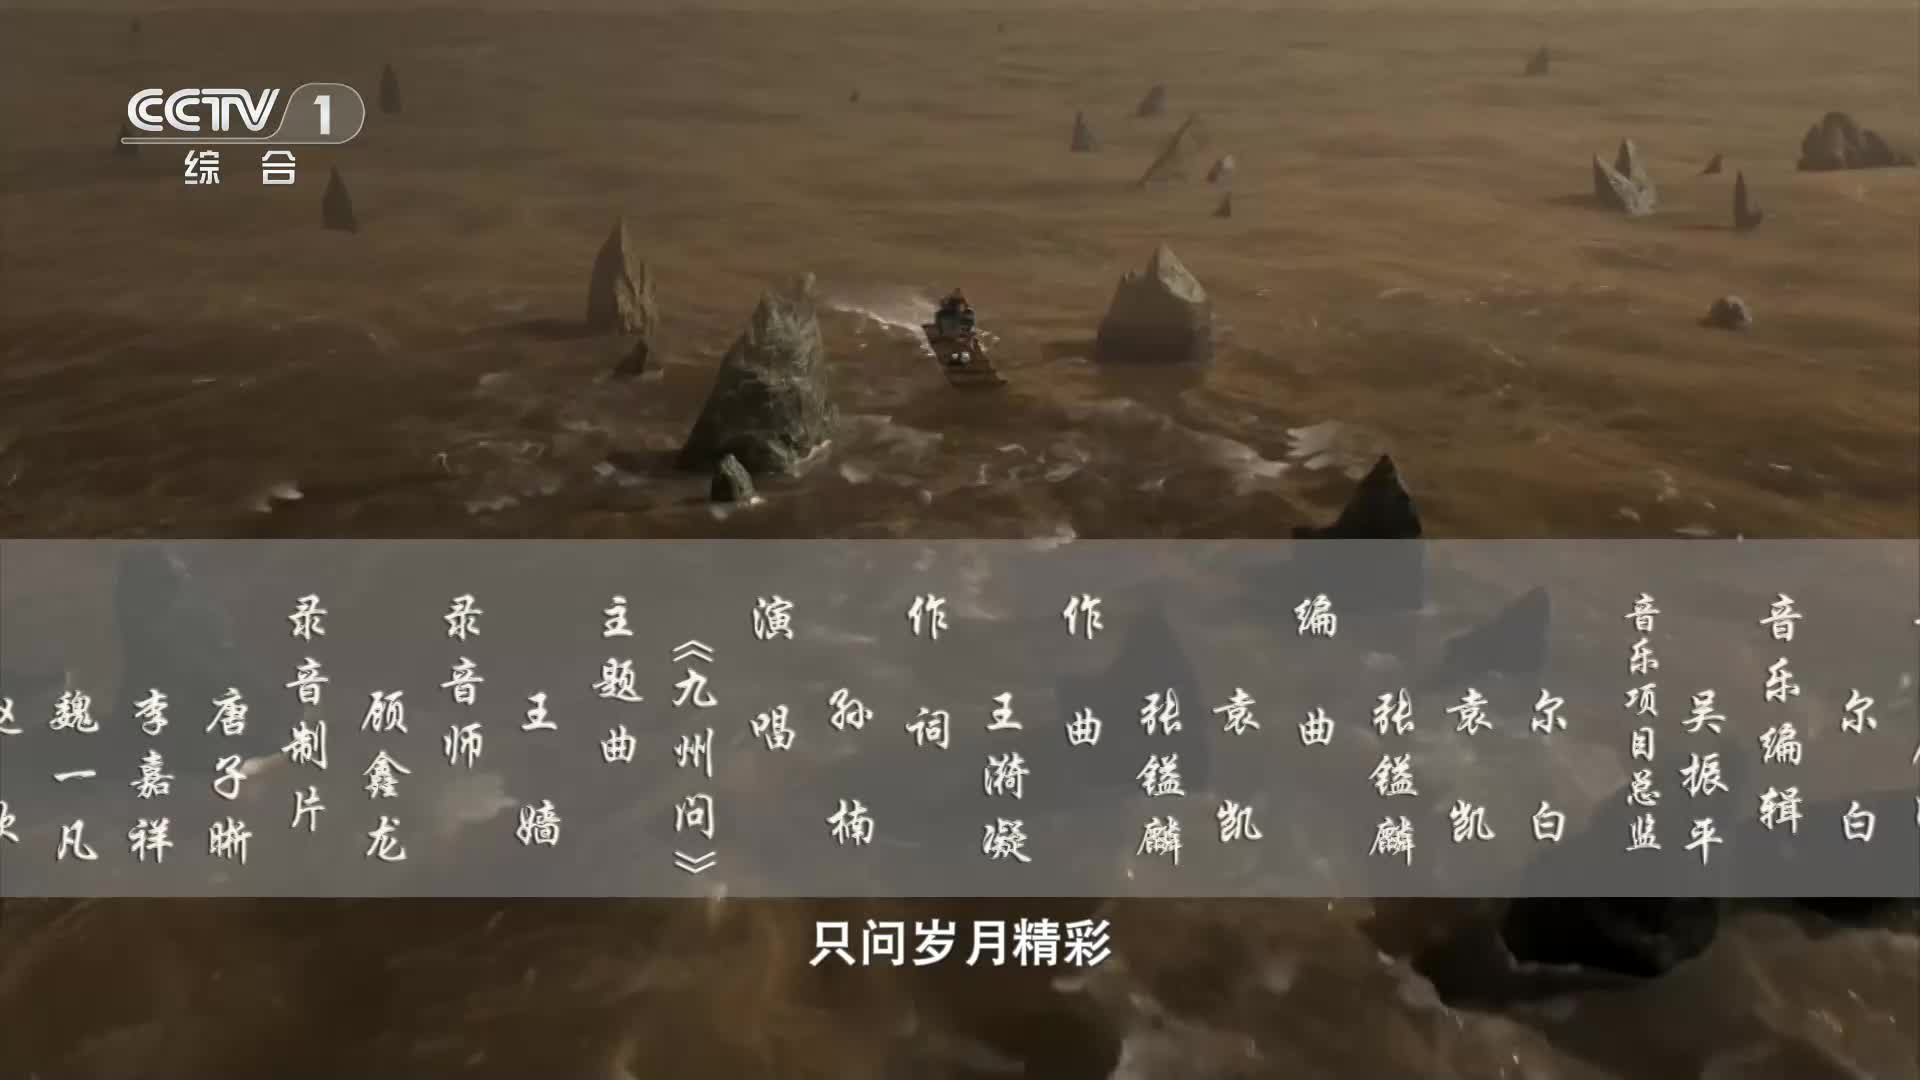 CCTV 1
综合
魏一凡
李嘉祥
唐子晰
录音制片
顾鑫龙
录音师
王嫱
主题曲
《九州问》
演唱
孙楠
作词
王漪凝
作曲
张镒麟
袁凯
编曲
张镒麟
袁凯
尔白
音乐项目总监
吴振平
音乐编辑
尔白
只问岁月精彩